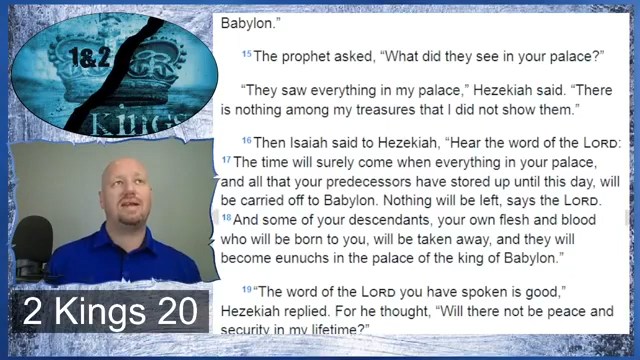 1&2
Kings
2 Kings 20
Babylon.”
15 The prophet asked, “What did they see in your palace?”
“They saw everything in my palace,” Hezekiah said. “There
is nothing among my treasures that I did not show them.”
16 Then Isaiah said to Hezekiah, “Hear the word of the LORD:
17 The time will surely come when everything in your palace,
and all that your predecessors have stored up until this day, will
be carried off to Babylon. Nothing will be left, says the LORD.
18 And some of your descendants, your own flesh and blood
who will be born to you, will be taken away, and they will
become eunuchs in the palace of the king of Babylon.”
19 “The word of the LORD you have spoken is good,”
Hezekiah replied. For he thought, “Will there not be peace and
security in my lifetime?”